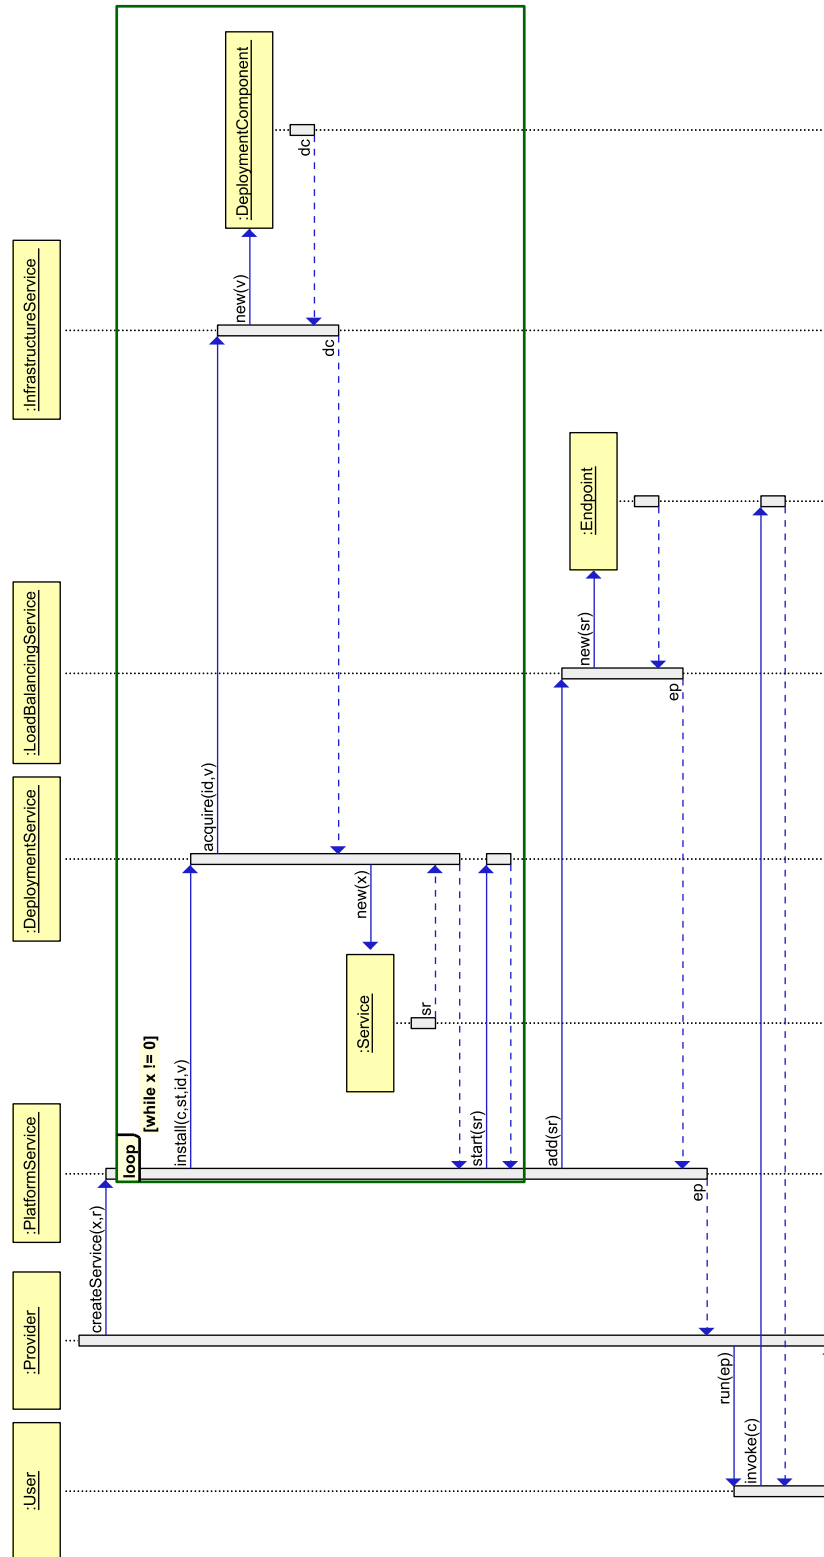 :User
:Provider
:PlatformService
:DeploymentService
:LoadBalancingService
:InfrastructureService
createService(x,r)
loop
[while x != 0]
install(c,st,id,v)
acquire(id,v)
new(v)
:DeploymentComponent
dc
dc
new(x)
:Service
sr
start(sr)
add(sr)
new(sr)
:Endpoint
ep
ep
run(ep)
invoke(c)